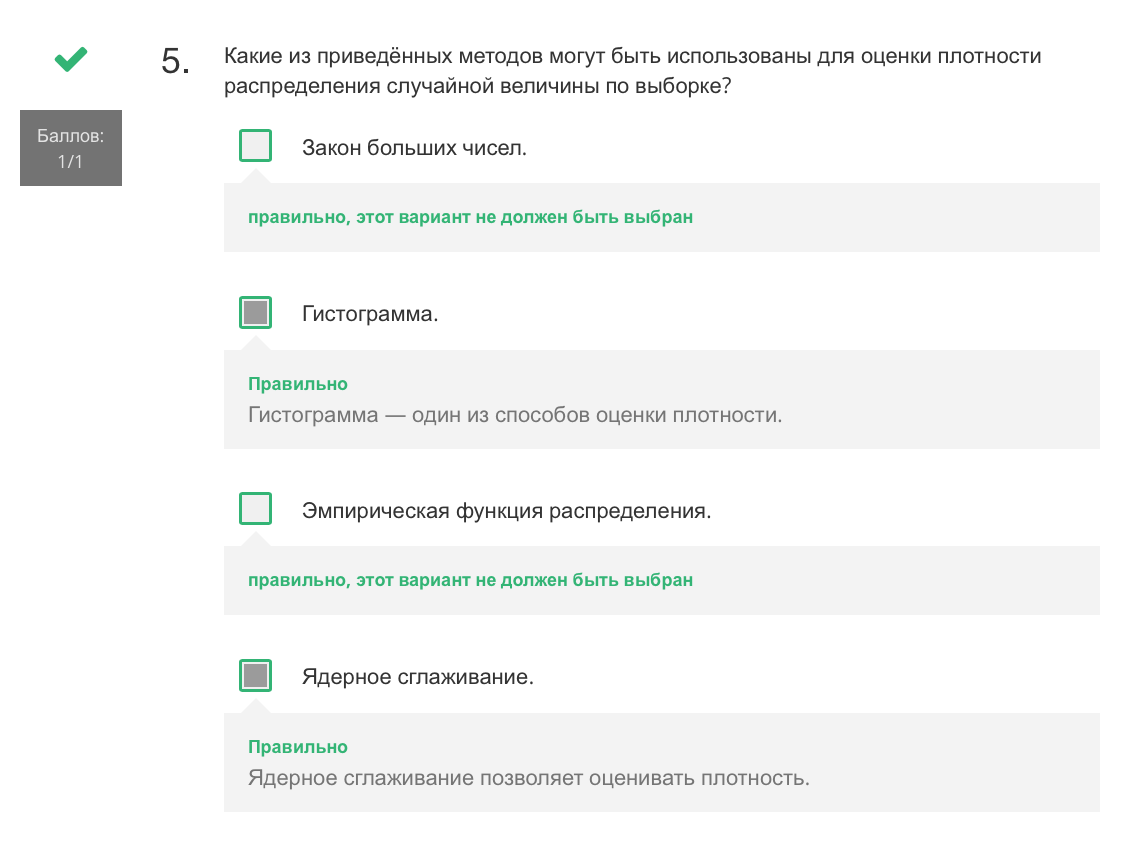 5.
Какие из приведённых методов могут быть использованы для оценки плотности
распределения случайной величины по выборке?
Баллов:
1/1
Закон больших чисел.
правильно, этот вариант не должен быть выбран
Гистограмма.
Правильно
Гистограмма — один из способов оценки плотности.
Эмпирическая функция распределения.
правильно, этот вариант не должен быть выбран
Ядерное сглаживание.
Правильно
Ядерное сглаживание позволяет оценивать плотность.